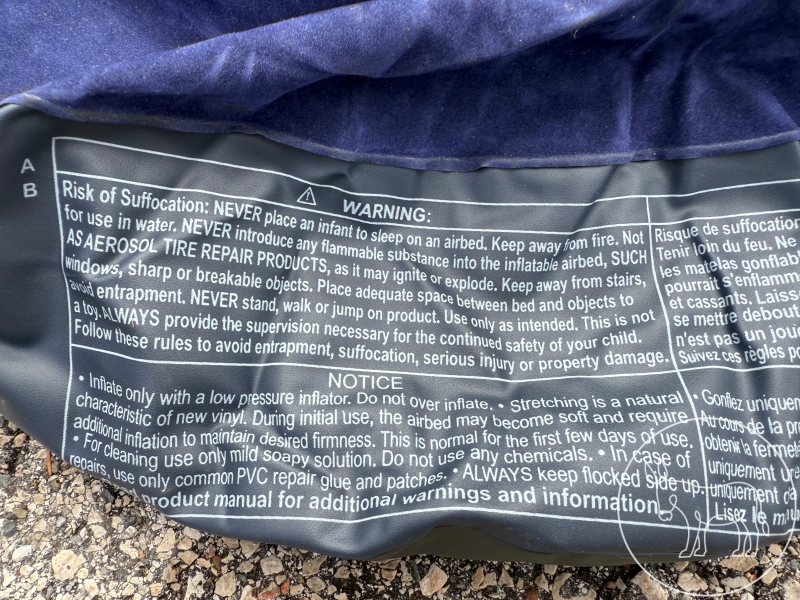 A
B
WARNING:
Risk of Suffocation: NEVER place an infant to sleep on an airbed. Keep away from fire. Not
for use in water. NEVER introduce any flammable substance into the inflatable airbed, SUCH
AS AEROSOL TIRE REPAIR PRODUCTS, as it may ignite or explode. Keep away from stairs,
windows, sharp or breakable objects. Place adequate space between bed and objects to
avoid entrapment. NEVER stand, walk or jump on product. Use only as intended. This is not
a toy. ALWAYS provide the supervision necessary for the continued safety of your child.
Follow these rules to avoid entrapment, suffocation, serious injury or property damage.
NOTICE
• Inflate only with a low pressure inflator. Do not over inflate. • Stretching is a natural
characteristic of new vinyl. During initial use, the airbed may become soft and require
additional inflation to maintain desired firmness. This is normal for the first few days of use.
• For cleaning use only mild soapy solution. Do not use any chemicals. • In case of
repairs, use only common PVC repair glue and patches. • ALWAYS keep flocked side up.
product manual for additional warnings and information.
Risque de suffocation
Tenir loin du feu. Ne
les matelas gonflab
pourrait s'enflamm
et cassants. Laiss
se mettre debout
n'est pas un jou
Suivez ces règles po
• Gonflez uniquem
Au cours de la pre
obtenir la fermeté
uniquement une
uniquement de
Lisez le